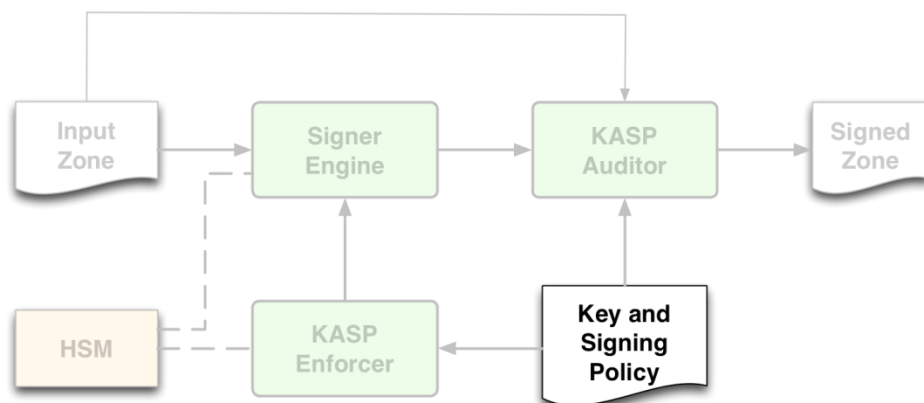 Input
Zone
Signer
Engine
KASP
Auditor
Signed
Zone
HSM
KASP
Enforcer
Key and
Signing
Policy